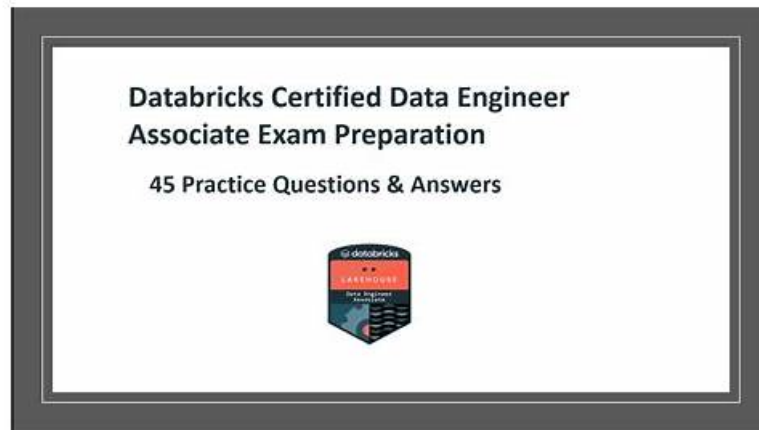 Databricks Certified Data Engineer
Associate Exam Preparation
45 Practice Questions & Answers
databricks
LAKEHOUSE
Data Engineer
Associate